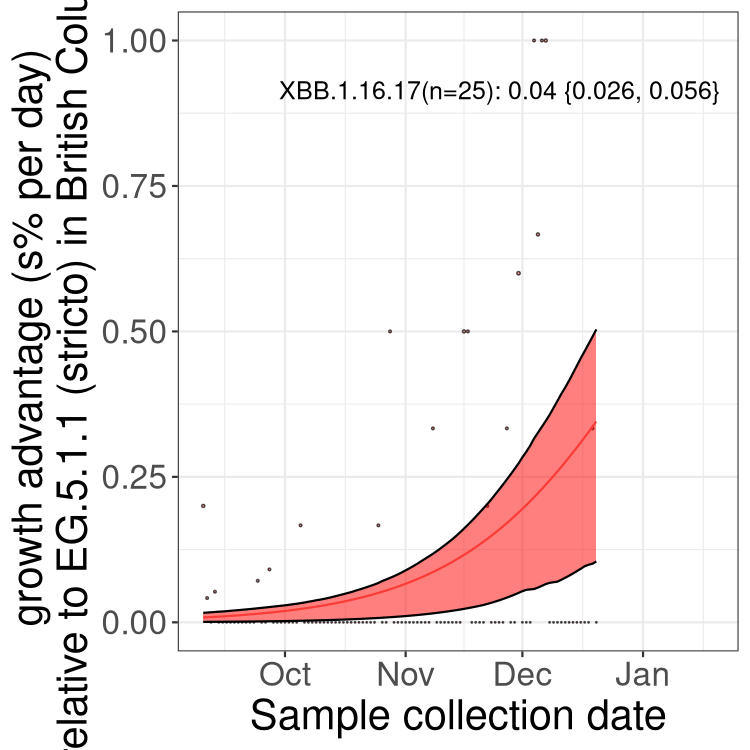 growth advantage (s% per day)
relative to EG.5.1.1 (stricto) in British Colu
1.00
0.75
0.50
0.25
0.00
XBB.1.16.17(n=25): 0.04 {0.026, 0.056}
Oct Nov Dec Jan
Sample collection date